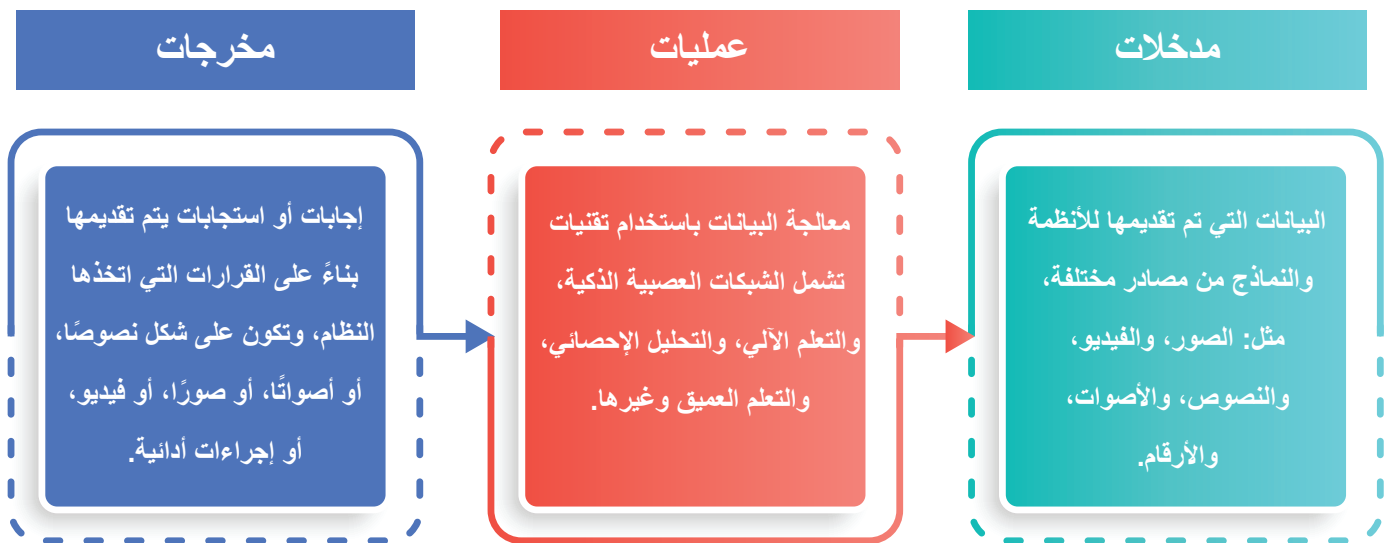 مدخلات
البيانات التي تم تقديمها للأنظمة
والنماذج من مصادر مختلفة،
مثل: الصور، والفيديو،
والنصوص، والأصوات،
والأرقام.
عمليات
معالجة البيانات باستخدام تقنيات
تشمل الشبكات العصبية الذكية،
والتعلم الآلي، والتحليل الإحصائي،
والتعلم العميق وغيرها.
مخرجات
إجابات أو استجابات يتم تقديمها
بناءً على القرارات التي اتخذها
النظام، وتكون على شكل نصوصًا،
أو أصواتًا، أو صورًا، أو فيديو،
أو إجراءات أدائية.